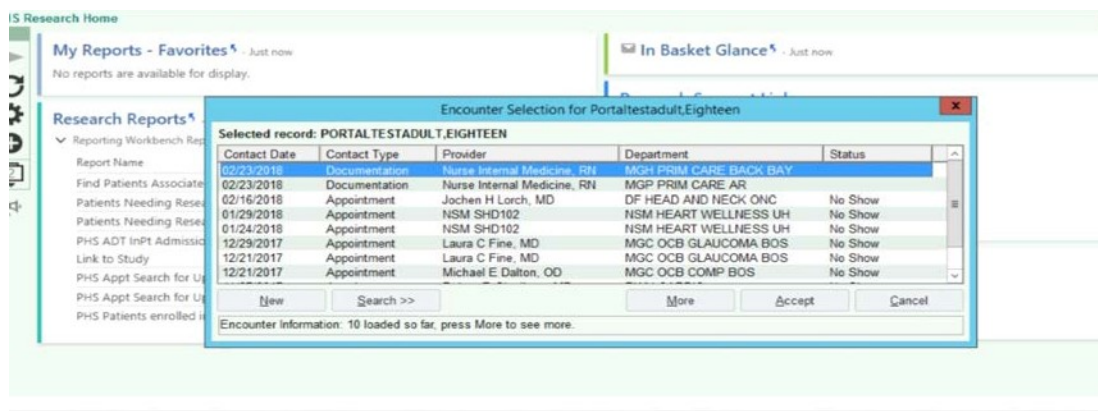 S Research Home
My Reports - Favorites - Just now
No reports are available for display.
In Basket Glance - Just now
Research Reports
Reporting Workbench Rep
Report Name
Find Patients Associate
Patients Needing Resea
Patients Needing Resea
PHS ADT InPt Admissio
Link to Study
PHS Appt Search for Up
PHS Appt Search for Up
PHS Patients enrolled i
Encounter Selection for Portaltestadult,Eighteen
Selected record: PORTALTESTADULT,EIGHTEEN
Contact Date Contact Type Provider Department Status
02/23/2018 Documentation Nurse Internal Medicine, RN MGH PRIM CARE BACK BAY
02/23/2018 Documentation Nurse Internal Medicine, RN MGP PRIM CARE AR
02/16/2018 Appointment Jochen H Lorch, MD DF HEAD AND NECK ONC No Show
01/29/2018 Appointment NSM SHD102 NSM HEART WELLNESS UH No Show
01/24/2018 Appointment NSM SHD102 NSM HEART WELLNESS UH No Show
12/29/2017 Appointment Laura C Fine, MD MGC OCB GLAUCOMA BOS No Show
12/21/2017 Appointment Laura C Fine, MD MGC OCB GLAUCOMA BOS No Show
12/21/2017 Appointment Michael E Dalton, OD MGC OCB COMP BOS No Show
New Search >> More Accept Cancel
Encounter Information: 10 loaded so far, press More to see more.